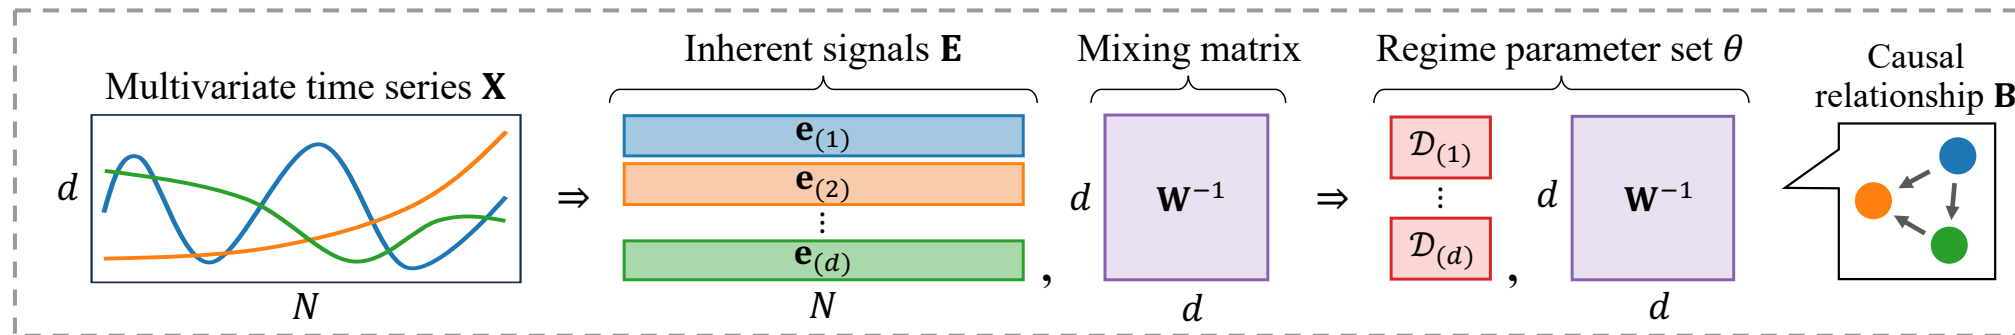 Multivariate time series X
d
N
⇒
Inherent signals E
e(1)
e(2)
⋮
e(d)
N
,
Mixing matrix
d
W⁻¹
d
⇒
Regime parameter set θ
𝒟(1)
⋮
𝒟(d)
,
d
W⁻¹
d
Causal
relationship B